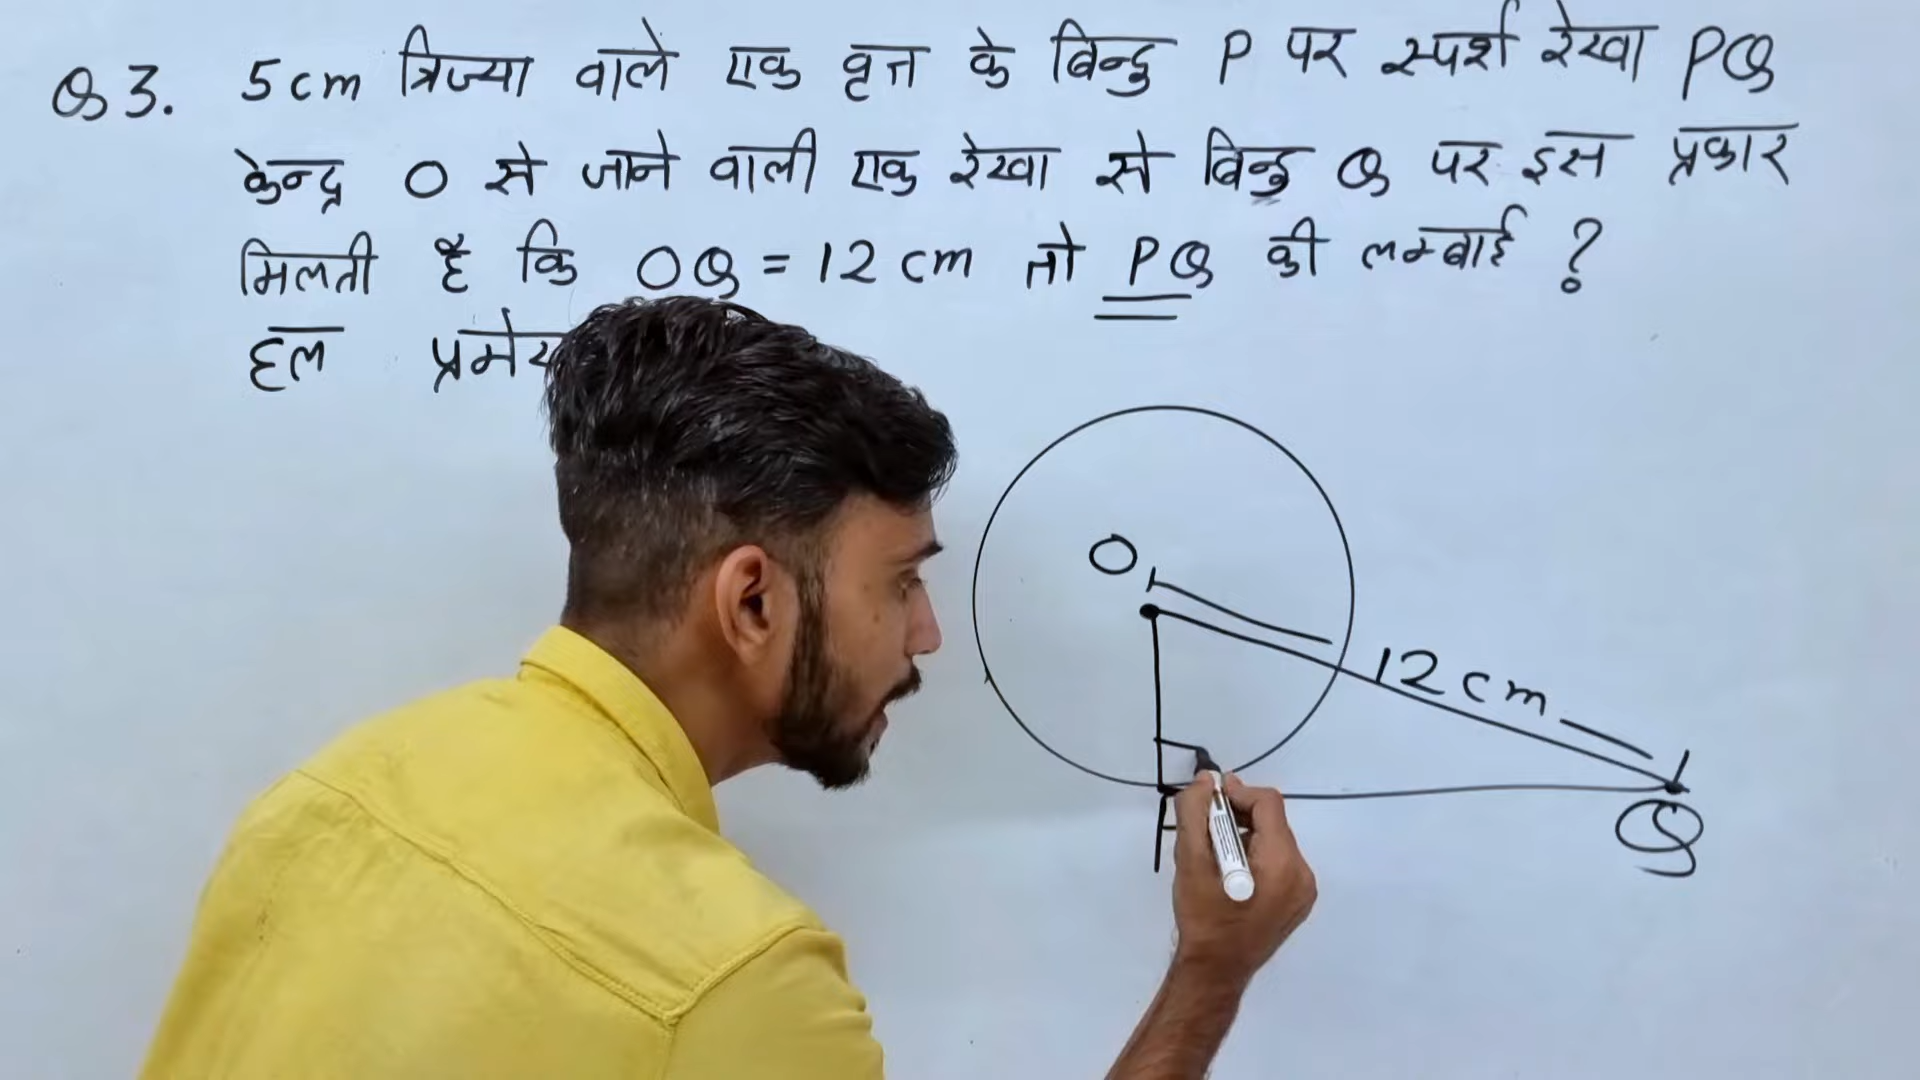 Q 3. 5 cm त्रिज्या वाले एक वृत्त के बिन्दु P पर स्पर्श रेखा PQ
केन्द्र O से जाने वाली एक रेखा से बिन्दु Q पर इस प्रकार
मिलती है कि OQ = 12 cm तो PQ की लम्बाई ?
हल प्रमेय
O
12 cm
Q